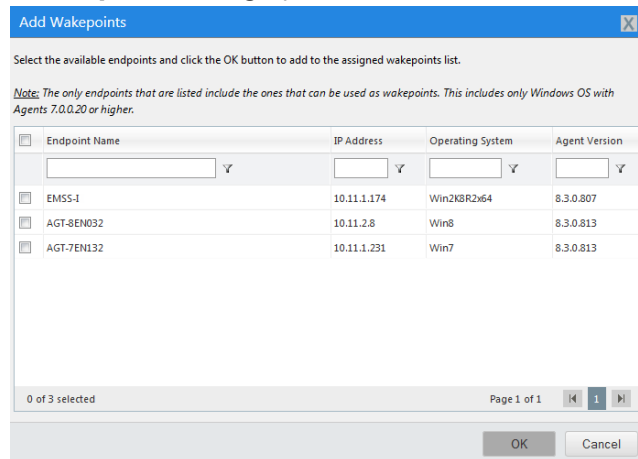 Add Wakepoints X
Select the available endpoints and click the OK button to add to the assigned wakepoints list.
Note: The only endpoints that are listed include the ones that can be used as wakepoints. This includes only Windows OS with
Agents 7.0.0.20 or higher.
Endpoint Name IP Address Operating System Agent Version
EMSS-I 10.11.1.174 Win2K8R2x64 8.3.0.807
AGT-8EN032 10.11.2.8 Win8 8.3.0.813
AGT-7EN132 10.11.1.231 Win7 8.3.0.813
0 of 3 selected Page 1 of 1 1
OK Cancel